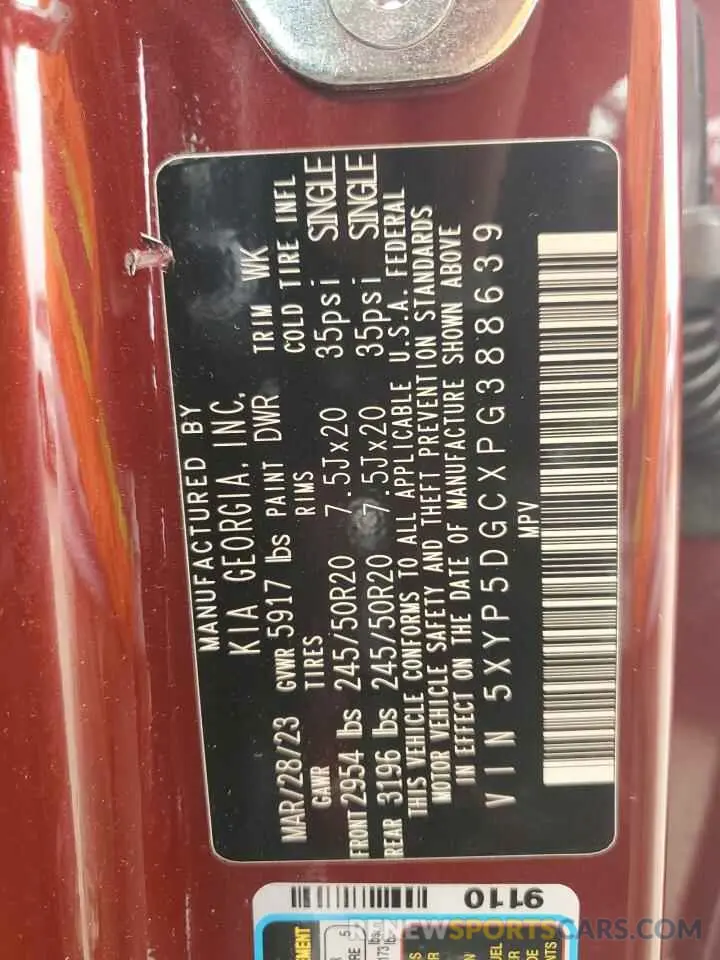 MANUFACTURED BY
KIA GEORGIA, INC.
MAR/28/23 GVWR 5917 lbs PAINT DWR TRIM WK
GAWR TIRES RIMS COLD TIRE INFL
FRONT 2954 lbs 245/50R20 7.5Jx20 35psi SINGLE
REAR 3196 lbs 245/50R20 7.5Jx20 35psi SINGLE
THIS VEHICLE CONFORMS TO ALL APPLICABLE U.S.A. FEDERAL
MOTOR VEHICLE SAFETY AND THEFT PREVENTION STANDARDS
IN EFFECT ON THE DATE OF MANUFACTURE SHOWN ABOVE
VIN 5XYP5DGCXPG388639
MPV
9110
RENEWSPORTSCARS.COM